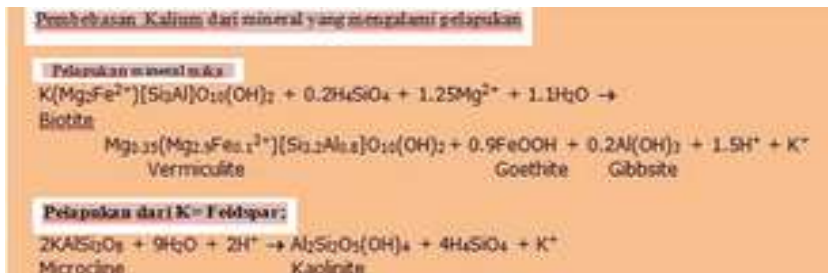 Pembebasan Kalium dari mineral yang mengalami pelapukan
Pelapukan mineral mika
K(Mg₂Fe²⁺)[Si₃Al]O₁₀(OH)₂ + 0.2H₄SiO₄ + 1.25Mg²⁺ + 1.1H₂O →
Biotite
Mg₀.₃₅(Mg₂.₉Fe₀.₁²⁺)[Si₃.₂Al₀.₈]O₁₀(OH)₂ + 0.9FeOOH + 0.2Al(OH)₃ + 1.5H⁺ + K⁺
Vermiculite Goethite Gibbsite
Pelapukan dari K= Feldspar;
2KAlSi₃O₈ + 9H₂O + 2H⁺ → Al₂Si₂O₅(OH)₄ + 4H₄SiO₄ + K⁺
Microcline Kaolinite